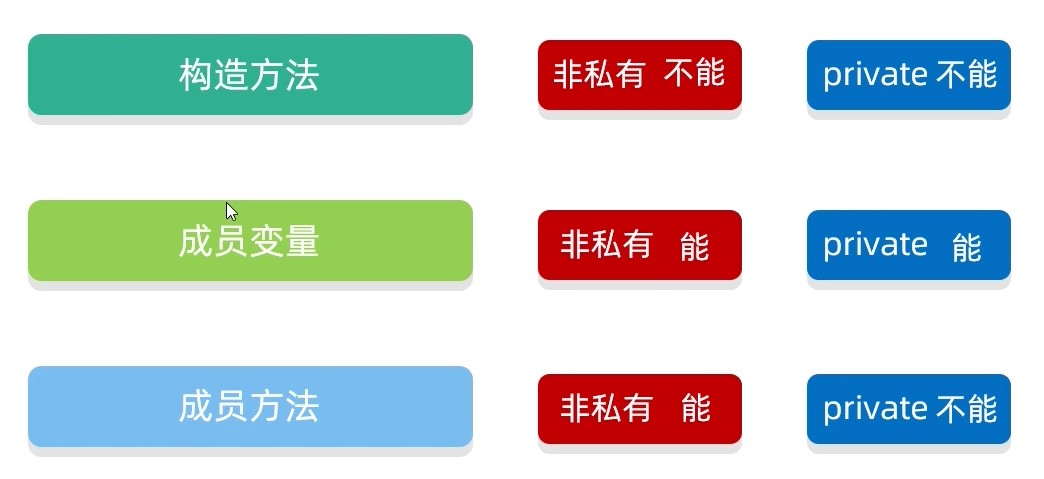 构造方法 非私有 不能 private 不能
成员变量 非私有 能 private 能
成员方法 非私有 能 private 不能